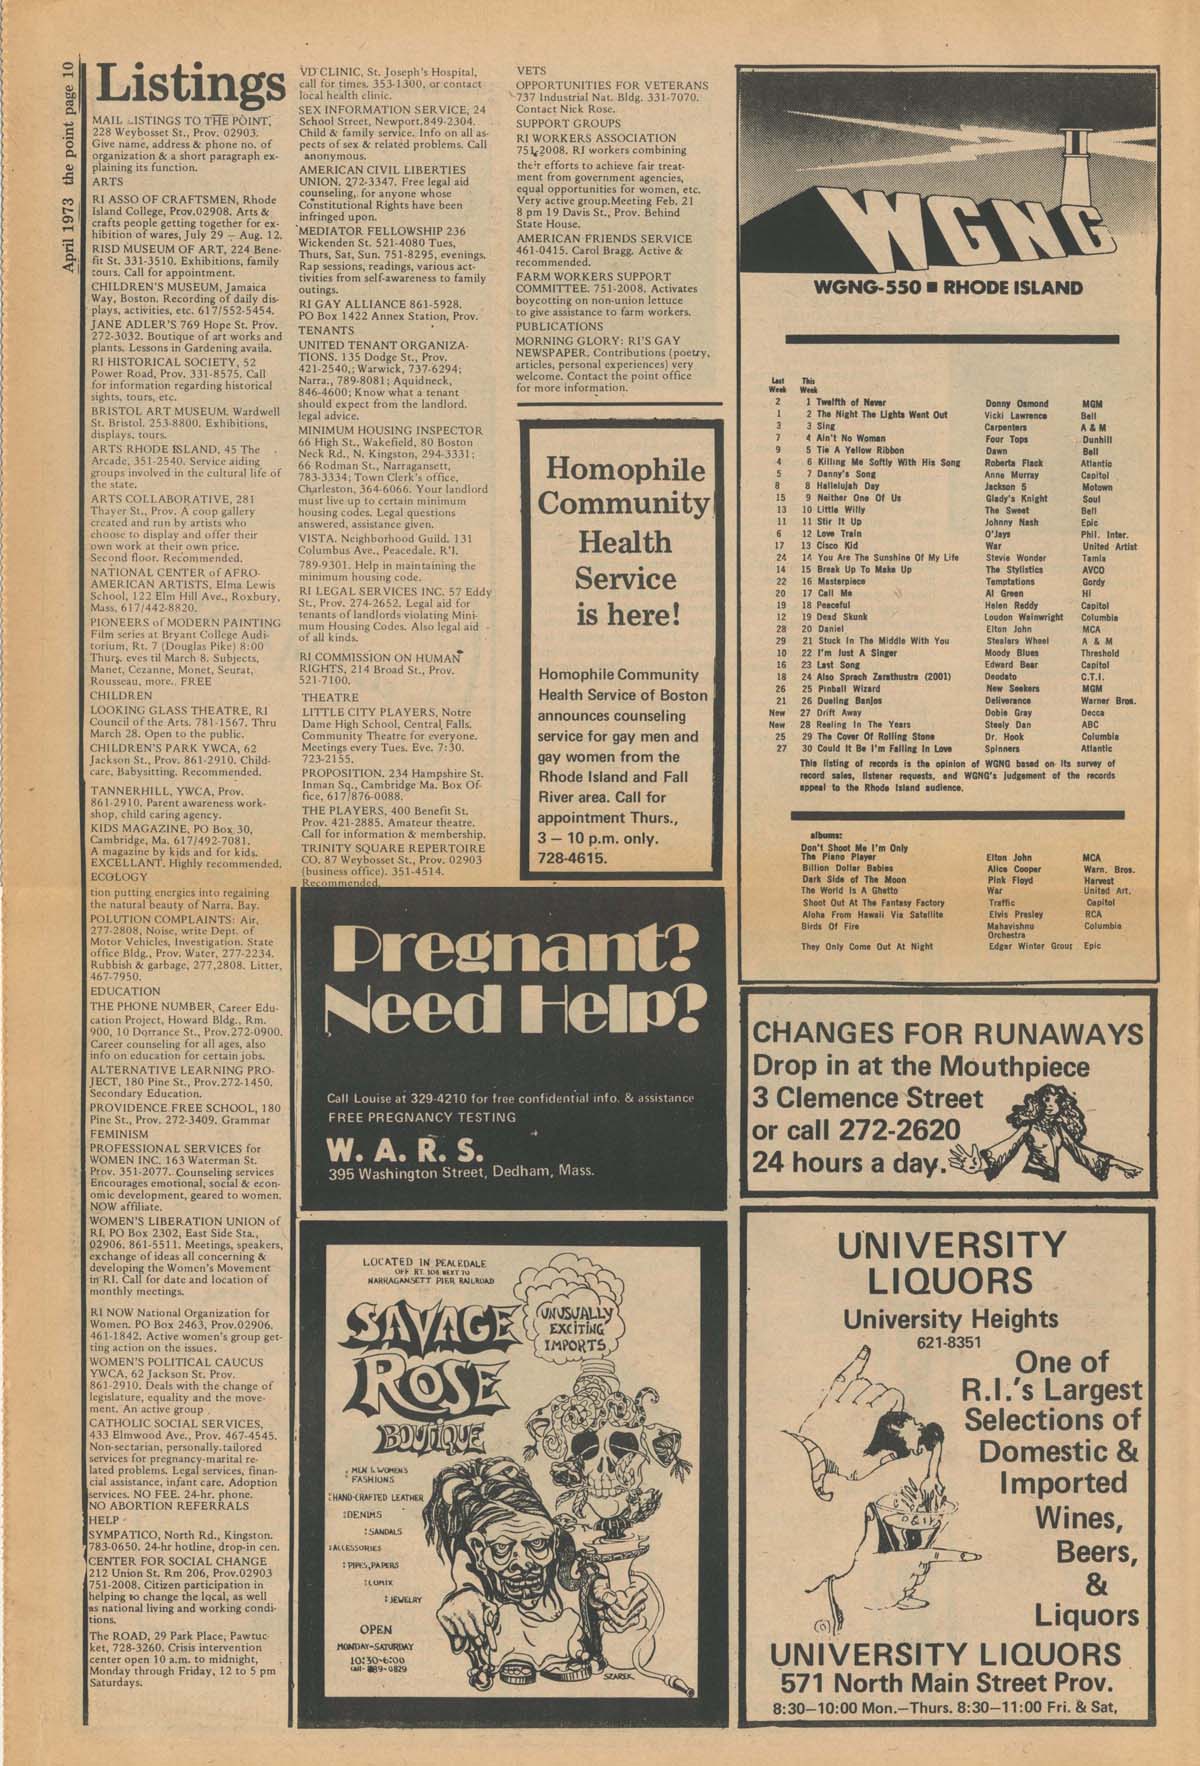 April 1973 the point page 10
Listings
MAIL LISTINGS TO THE POINT,
228 Weybosset St., Prov. 02903.
Give name, address & phone no. of
organization & a short paragraph ex-
plaining its function.
ARTS
RI ASSO OF CRAFTSMEN, Rhode
Island College, Prov.02908. Arts &
crafts people getting together for ex-
hibition of wares, July 29 – Aug. 12.
RISD MUSEUM OF ART, 224 Bene-
fit St. 331-3510. Exhibitions, family
tours. Call for appointment.
CHILDREN'S MUSEUM, Jamaica
Way, Boston. Recording of daily dis-
plays, activities, etc. 617/552-5454.
JANE ADLER'S 769 Hope St. Prov.
272-3032. Boutique of art works and
plants. Lessons in Gardening availa.
RI HISTORICAL SOCIETY, 52
Power Road, Prov. 331-8575. Call
for information regarding historical
sights, tours, etc.
BRISTOL ART MUSEUM. Wardwell
St. Bristol. 253-8800. Exhibitions,
displays, tours.
ARTS RHODE ISLAND, 45 The
Arcade, 351-2540. Service aiding
groups involved in the cultural life of
the state.
ARTS COLLABORATIVE, 281
Thayer St., Prov. A coup gallery
created and run by artists who
choose to display and offer their
own work at their own price.
Second floor. Recommended.
NATIONAL CENTER of AFRO-
AMERICAN ARTISTS, Elma Lewis
School, 122 Elm Hill Ave., Roxbury,
Mass. 617/442-8820.
PIONEERS of MODERN PAINTING
Film series at Bryant College Audi-
torium, Rt. 7 (Douglas Pike) 8:00
Thurs. eves til March 8. Subjects,
Manet, Cezanne, Monet, Seurat,
Rousseau, more.. FREE
CHILDREN
LOOKING GLASS THEATRE, RI
Council of the Arts. 781-1567. Thru
March 28. Open to the public.
CHILDREN'S PARK YWCA, 62
Jackson St., Prov. 861-2910. Child-
care, Babysitting. Recommended.
TANNERHILL, YWCA, Prov.
861-2910. Parent awareness work-
shop, child caring agency.
KIDS MAGAZINE, PO Box 30,
Cambridge, Ma. 617/492-7081.
A magazine by kids and for kids.
EXCELLANT. Highly recommended.
ECOLOGY
tion putting energies into regaining
the natural beauty of Narra. Bay.
POLUTION COMPLAINTS: Air,
277-2808, Noise, write Dept. of
Motor Vehicles, Investigation. State
office Bldg., Prov. Water, 277-2234.
Rubbish & garbage, 277,2808. Litter,
467-7950.
EDUCATION
THE PHONE NUMBER, Career Edu-
cation Project, Howard Bldg., Rm.
900, 10 Dorrance St., Prov.272-0900.
Career counseling for all ages, also
info on education for certain jobs.
ALTERNATIVE LEARNING PRO-
JECT, 180 Pine St., Prov.272-1450.
Secondary Education.
PROVIDENCE FREE SCHOOL, 180
Pine St., Prov. 272-3409. Grammar
FEMINISM
PROFESSIONAL SERVICES for
WOMEN INC. 163 Waterman St.
Prov. 351-2077. Counseling services
Encourages emotional, social & econ-
omic development, geared to women.
NOW affiliate.
WOMEN'S LIBERATION UNION of
RI. PO Box 2302, East Side Sta.,
02906. 861-5511. Meetings, speakers,
exchange of ideas all concerning &
developing the Women's Movement
in RI. Call for date and location of
monthly meetings.
RI NOW National Organization for
Women. PO Box 2463, Prov.02906.
461-1842. Active women's group get-
ting action on the issues.
WOMEN'S POLITICAL CAUCUS
YWCA, 62 Jackson St. Prov.
861-2910. Deals with the change of
legislature, equality and the move-
ment. An active group
CATHOLIC SOCIAL SERVICES,
433 Elmwood Ave., Prov. 467-4545.
Non-sectarian, personally tailored
services for pregnancy-marital re-
lated problems. Legal services, finan-
cial assistance, infant care. Adoption
services. NO FEE. 24-hr. phone.
NO ABORTION REFERRALS
HELP
SYMPATICO, North Rd., Kingston.
783-0650. 24-hr hotline, drop-in cen.
CENTER FOR SOCIAL CHANGE
212 Union St. Rm 206, Prov.02903
751-2008. Citizen participation in
helping to change the local, as well
as national living and working condi-
tions.
The ROAD, 29 Park Place, Pawtuc-
ket, 728-3260. Crisis intervention
center open 10 a.m. to midnight,
Monday through Friday, 12 to 5 pm
Saturdays.
VD CLINIC, St. Joseph's Hospital,
call for times. 353-1300, or contact
local health clinic.
SEX INFORMATION SERVICE, 24
School Street, Newport.849-2304.
Child & family service. Info on all as-
pects of sex & related problems. Call
anonymous.
AMERICAN CIVIL LIBERTIES
UNION. 272-3347. Free legal aid
counseling, for anyone whose
Constitutional Rights have been
infringed upon.
MEDIATOR FELLOWSHIP 236
Wickenden St. 521-4080 Tues,
Thurs, Sat, Sun. 751-8295, evenings.
Rap sessions, readings, various act-
tivities from self-awareness to family
outings.
RI GAY ALLIANCE 861-5928.
PO Box 1422 Annex Station, Prov.
TENANTS
UNITED TENANT ORGANIZA-
TIONS. 135 Dodge St., Prov.
421-2540,; Warwick, 737-6294;
Narra., 789-8081; Aquidneck,
846-4600; Know what a tenant
should expect from the landlord.
legal advice.
MINIMUM HOUSING INSPECTOR
66 High St., Wakefield, 80 Boston
Neck Rd., N. Kingston, 294-3331;
66 Rodman St., Narragansett,
783-3334; Town Clerk's office,
Charleston, 364-6066. Your landlord
must live up to certain minimum
housing codes. Legal questions
answered, assistance given.
VISTA. Neighborhood Guild. 131
Columbus Ave., Peacedale. R'I.
789-9301. Help in maintaining the
minimum housing code.
RI LEGAL SERVICES INC. 57 Eddy
St., Prov. 274-2652. Legal aid for
tenants of landlords violating Mini-
mum Housing Codes. Also legal aid
of all kinds.
RI COMMISSION ON HUMAN
RIGHTS, 214 Broad St., Prov.
521-7100.
THEATRE
LITTLE CITY PLAYERS, Notre
Dame High School, Central Falls.
Community Theatre for everyone.
Meetings every Tues. Eve. 7:30.
723-2155.
PROPOSITION. 234 Hampshire St.
Inman Sq., Cambridge Ma. Box Of-
fice, 617/876-0088.
THE PLAYERS, 400 Benefit St.
Prov. 421-2885. Amateur theatre.
Call for information & membership.
TRINITY SQUARE REPERTOIRE
CO. 87 Weybosset St., Prov. 02903
(business office). 351-4514.
Recommended.
VETS
OPPORTUNITIES FOR VETERANS
737 Industrial Nat. Bldg. 331-7070.
Contact Nick Rose.
SUPPORT GROUPS
RI WORKERS ASSOCIATION
751-2008. RI workers combining
their efforts to achieve fair treat-
ment from government agencies,
equal opportunities for women, etc.
Very active group.Meeting Feb. 21
8 pm 19 Davis St., Prov. Behind
State House.
AMERICAN FRIENDS SERVICE
461-0415. Carol Bragg. Active &
recommended.
FARM WORKERS SUPPORT
COMMITTEE. 751-2008. Activates
boycotting on non-union lettuce
to give assistance to farm workers.
PUBLICATIONS
MORNING GLORY: RI'S GAY
NEWSPAPER. Contributions (poetry,
articles, personal experiences) very
welcome. Contact the point office
for more information.
Homophile
Community
Health
Service
is here!
Homophile Community
Health Service of Boston
announces counseling
service for gay men and
gay women from the
Rhode Island and Fall
River area. Call for
appointment Thurs.,
3 – 10 p.m. only.
728-4615.
Pregnant?
Need Help?
Call Louise at 329-4210 for free confidential info. & assistance
FREE PREGNANCY TESTING
W. A. R. S.
395 Washington Street, Dedham, Mass.
LOCATED IN PEACEDALE
OFF RT. 108 NEXT TO
NARRAGANSETT PIER RAILROAD
SAVAGE
ROSE
BOUTIQUE
UNUSUALLY
EXCITING
IMPORTS
: MEN & WOMEN'S
FASHIONS
: HAND-CRAFTED LEATHER
: DENIMS
: SANDALS
: ACCESSORIES
: PIPES, PAPERS
: COMIX
: JEWELRY
OPEN
MONDAY-SATURDAY
10:30-6:00
CALL- 789-0829
SZAREK
WGNG
WGNG-550 ■ RHODE ISLAND
Last Week This Week
2 1 Twelfth of Never Donny Osmond MGM
1 2 The Night The Lights Went Out Vicki Lawrence Bell
3 3 Sing Carpenters A & M
7 4 Ain't No Woman Four Tops Dunhill
9 5 Tie A Yellow Ribbon Dawn Bell
4 6 Killing Me Softly With His Song Roberta Flack Atlantic
5 7 Danny's Song Anne Murray Capitol
8 8 Hallelujah Day Jackson 5 Motown
15 9 Neither One Of Us Glady's Knight Soul
13 10 Little Willy The Sweet Bell
11 11 Stir It Up Johnny Nash Epic
6 12 Love Train O'Jays Phil. Inter.
17 13 Cisco Kid War United Artist
24 14 You Are The Sunshine Of My Life Stevie Wonder Tamla
14 15 Break Up To Make Up The Stylistics AVCO
22 16 Masterpiece Temptations Gordy
20 17 Call Me Al Green Hi
19 18 Peaceful Helen Reddy Capitol
12 19 Dead Skunk Loudon Wainwright Columbia
28 20 Daniel Elton John MCA
29 21 Stuck In The Middle With You Stealers Wheel A & M
10 22 I'm Just A Singer Moody Blues Threshold
16 23 Last Song Edward Bear Capitol
18 24 Also Sprach Zarathustra (2001) Deodato C.T.I.
26 25 Pinball Wizard New Seekers MGM
21 26 Dueling Banjos Deliverance Warner Bros.
New 27 Drift Away Dobie Gray Decca
New 28 Reeling In The Years Steely Dan ABC
25 29 The Cover Of Rolling Stone Dr. Hook Columbia
27 30 Could It Be I'm Falling In Love Spinners Atlantic
This listing of records is the opinion of WGNG based on its survey of
record sales, listener requests, and WGNG's judgement of the records
appeal to the Rhode Island audience.
albums:
Don't Shoot Me I'm Only
The Piano Player Elton John MCA
Billion Dollar Babies Alice Cooper Warn. Bros.
Dark Side of The Moon Pink Floyd Harvest
The World Is A Ghetto War United Art.
Shoot Out At The Fantasy Factory Traffic Capitol
Aloha From Hawaii Via Satellite Elvis Presley RCA
Birds Of Fire Mahavishnu Orchestra Columbia
They Only Come Out At Night Edger Winter Group Epic
CHANGES FOR RUNAWAYS
Drop in at the Mouthpiece
3 Clemence Street
or call 272-2620
24 hours a day.
UNIVERSITY
LIQUORS
University Heights
621-8351
One of
R.I.'s Largest
Selections of
Domestic &
Imported
Wines,
Beers,
&
Liquors
UNIVERSITY LIQUORS
571 North Main Street Prov.
8:30–10:00 Mon.–Thurs. 8:30–11:00 Fri. & Sat,